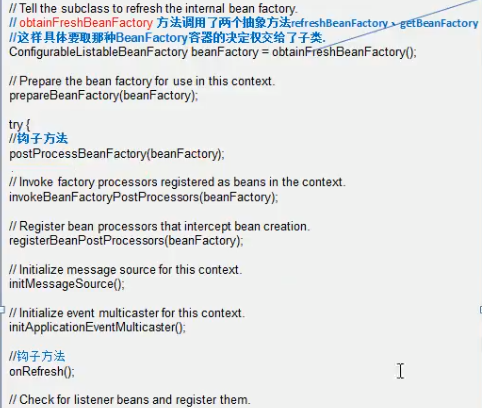 // Tell the subclass to refresh the internal bean factory.
// obtainFreshBeanFactory 方法调用了两个抽象方法refreshBeanFactory、getBeanFactory
//这样具体要取那种BeanFactory容器的决定权交给了子类.
ConfigurableListableBeanFactory beanFactory = obtainFreshBeanFactory();
// Prepare the bean factory for use in this context.
prepareBeanFactory(beanFactory);
try {
//钩子方法
postProcessBeanFactory(beanFactory);
// Invoke factory processors registered as beans in the context.
invokeBeanFactoryPostProcessors(beanFactory);
// Register bean processors that intercept bean creation.
registerBeanPostProcessors(beanFactory);
// Initialize message source for this context.
initMessageSource();
// Initialize event multicaster for this context.
initApplicationEventMulticaster();
//钩子方法
onRefresh();
// Check for listener beans and register them.